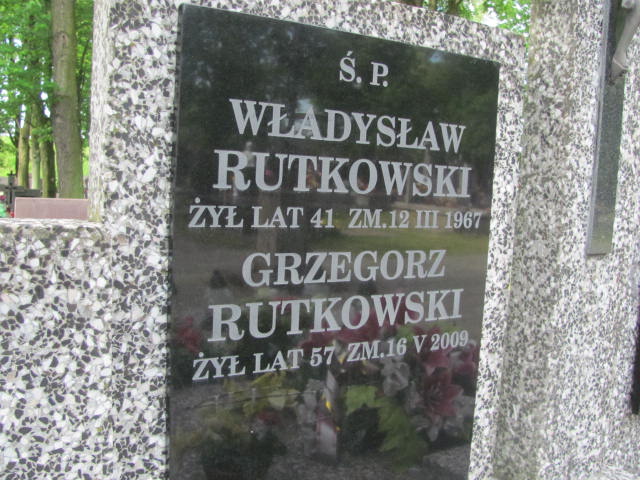 Ś. P.
WŁADYSŁAW
RUTKOWSKI
ŻYŁ LAT 41 ZM.12 III 1967
GRZEGORZ
RUTKOWSKI
ŻYŁ LAT 57 ZM.16 V 2009